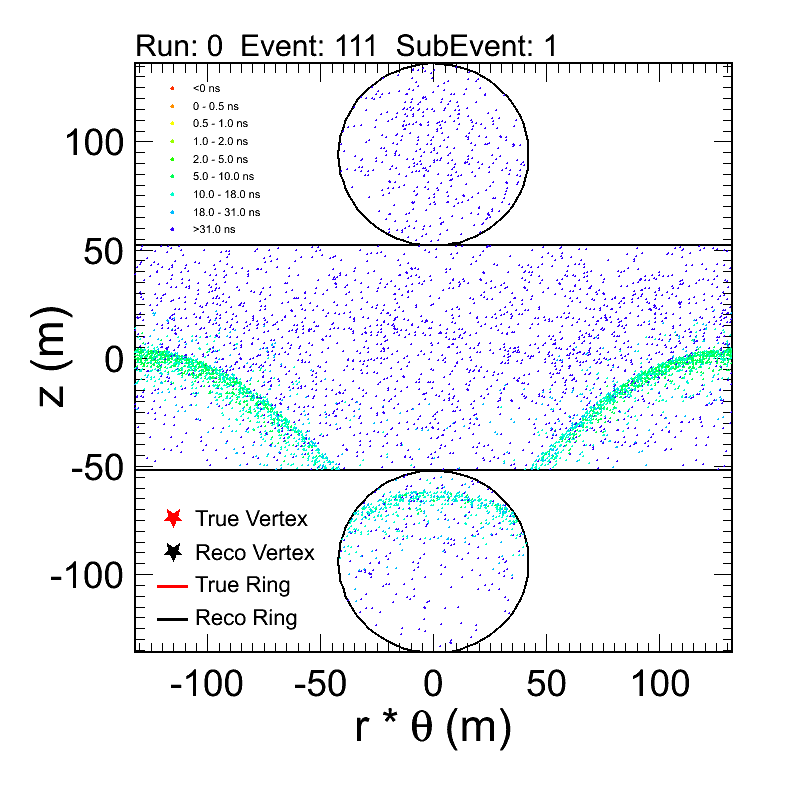 Run: 0  Event: 111  SubEvent: 1
<0 ns
0 - 0.5 ns
0.5 - 1.0 ns
1.0 - 2.0 ns
2.0 - 5.0 ns
5.0 - 10.0 ns
10.0 - 18.0 ns
18.0 - 31.0 ns
>31.0 ns
100
50
0
-50
-100
z (m)
True Vertex
Reco Vertex
True Ring
Reco Ring
-100 -50 0 50 100
r * θ (m)